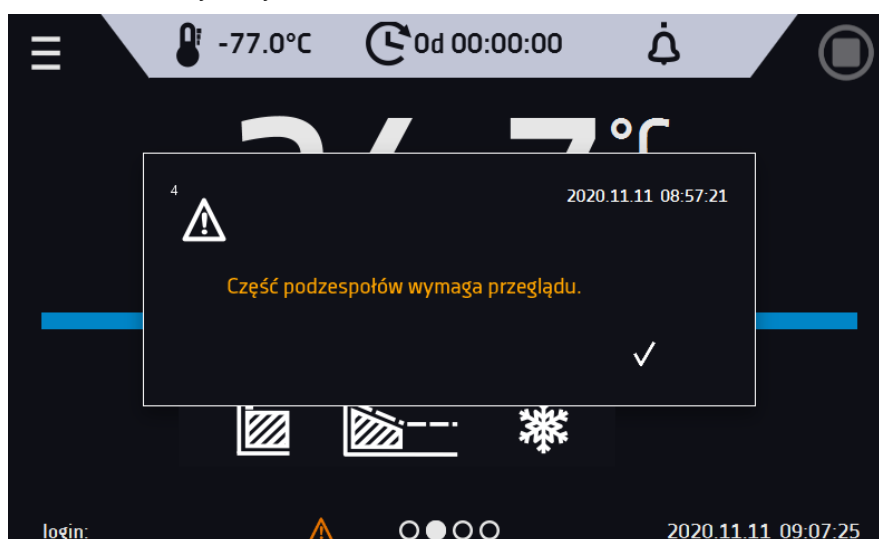 -77.0°C 0d 00:00:00
°C
4
2020.11.11 08:57:21
Część podzespołów wymaga przeglądu.
login: 2020.11.11 09:07:25